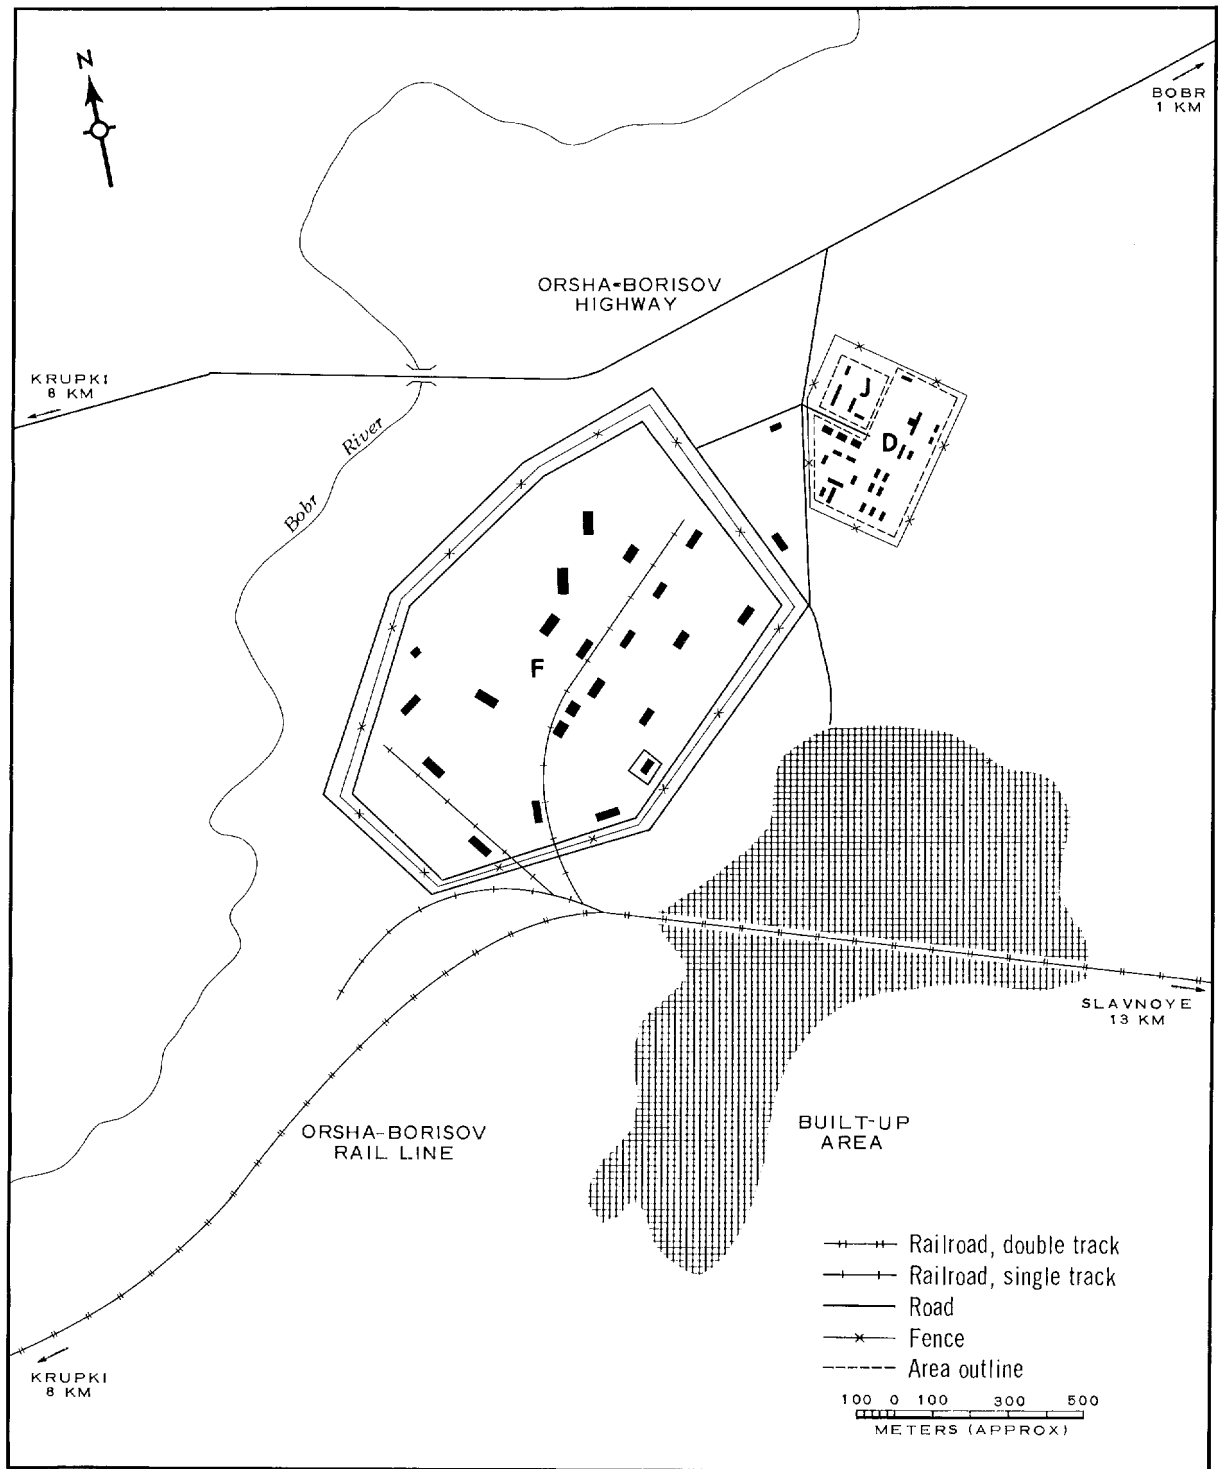 N
BOBR
1 KM
ORSHA-BORISOV
HIGHWAY
KRUPKI
8 KM
J
D
Bobr River
F
SLAVNOYE
13 KM
ORSHA-BORISOV
RAIL LINE
BUILT-UP
AREA
Railroad, double track
Railroad, single track
Road
Fence
Area outline
KRUPKI
8 KM
100 0 100 300 500
METERS (APPROX)